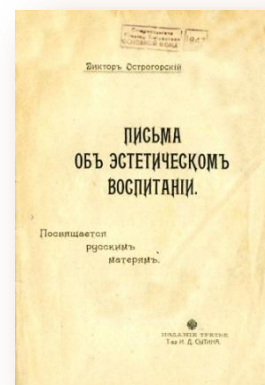 Викторъ Острогорскій
ПИСЬМА
ОБЪ ЭСТЕТИЧЕСКОМЪ
ВОСПИТАНІИ.
Посвящается
русскимъ
матерямъ.
ИЗДАНІЕ ТРЕТЬЕ
Т-ва И. Д. СЫТИНА.